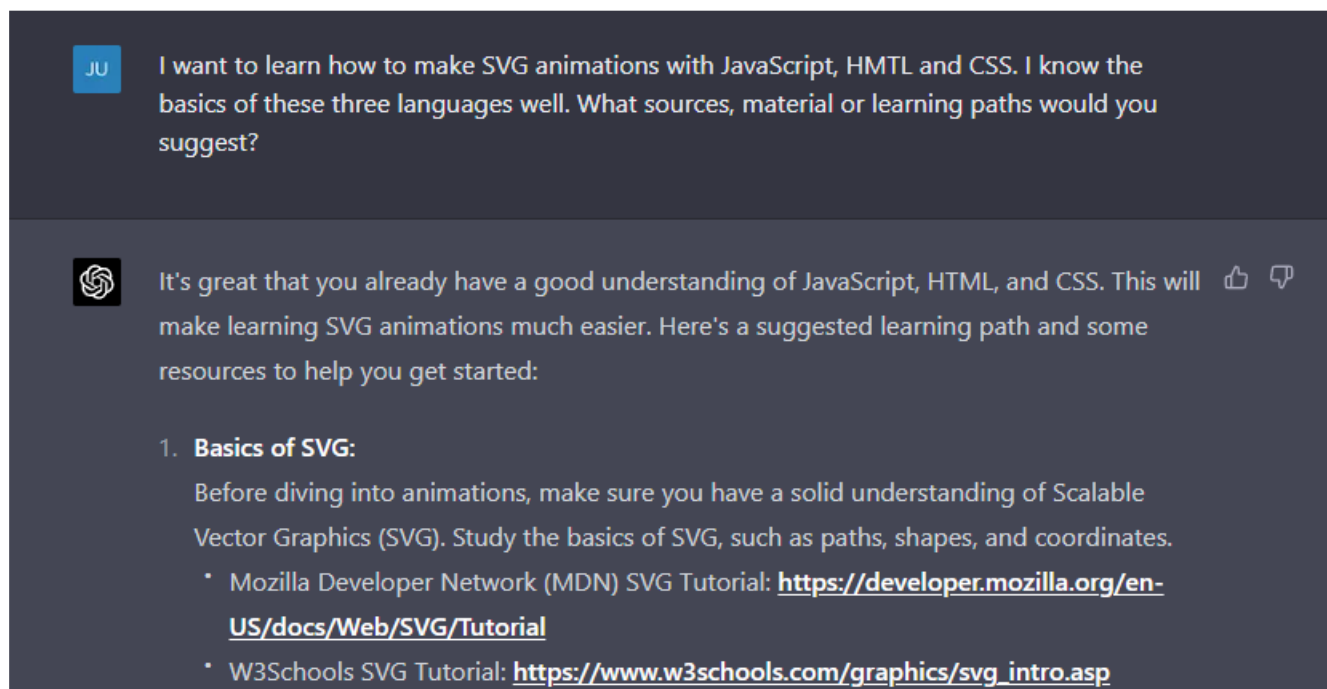 JU
I want to learn how to make SVG animations with JavaScript, HMTL and CSS. I know the
basics of these three languages well. What sources, material or learning paths would you
suggest?
It's great that you already have a good understanding of JavaScript, HTML, and CSS. This will
make learning SVG animations much easier. Here's a suggested learning path and some
resources to help you get started:
1. Basics of SVG:
Before diving into animations, make sure you have a solid understanding of Scalable
Vector Graphics (SVG). Study the basics of SVG, such as paths, shapes, and coordinates.
• Mozilla Developer Network (MDN) SVG Tutorial: https://developer.mozilla.org/en-
US/docs/Web/SVG/Tutorial
• W3Schools SVG Tutorial: https://www.w3schools.com/graphics/svg_intro.asp